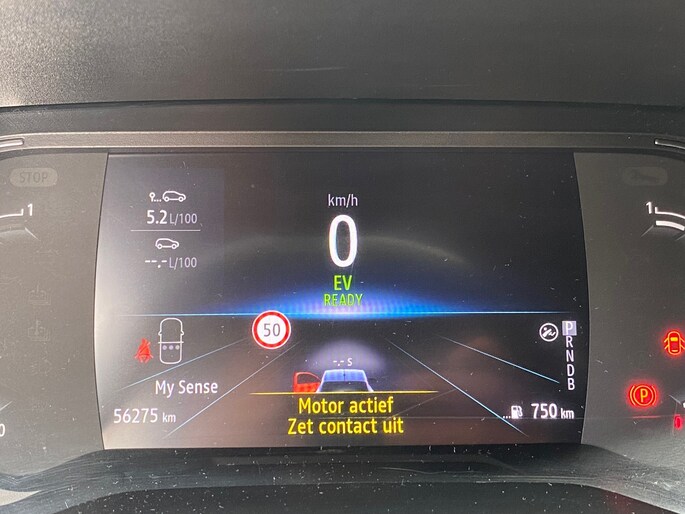 STOP
km/h
1
5.2 L/100
0
1
--.- L/100
EV
READY
50
P
R
N
D
B
-.- s
My Sense
P
Motor actief
56275 km
...
750 km
Zet contact uit
0